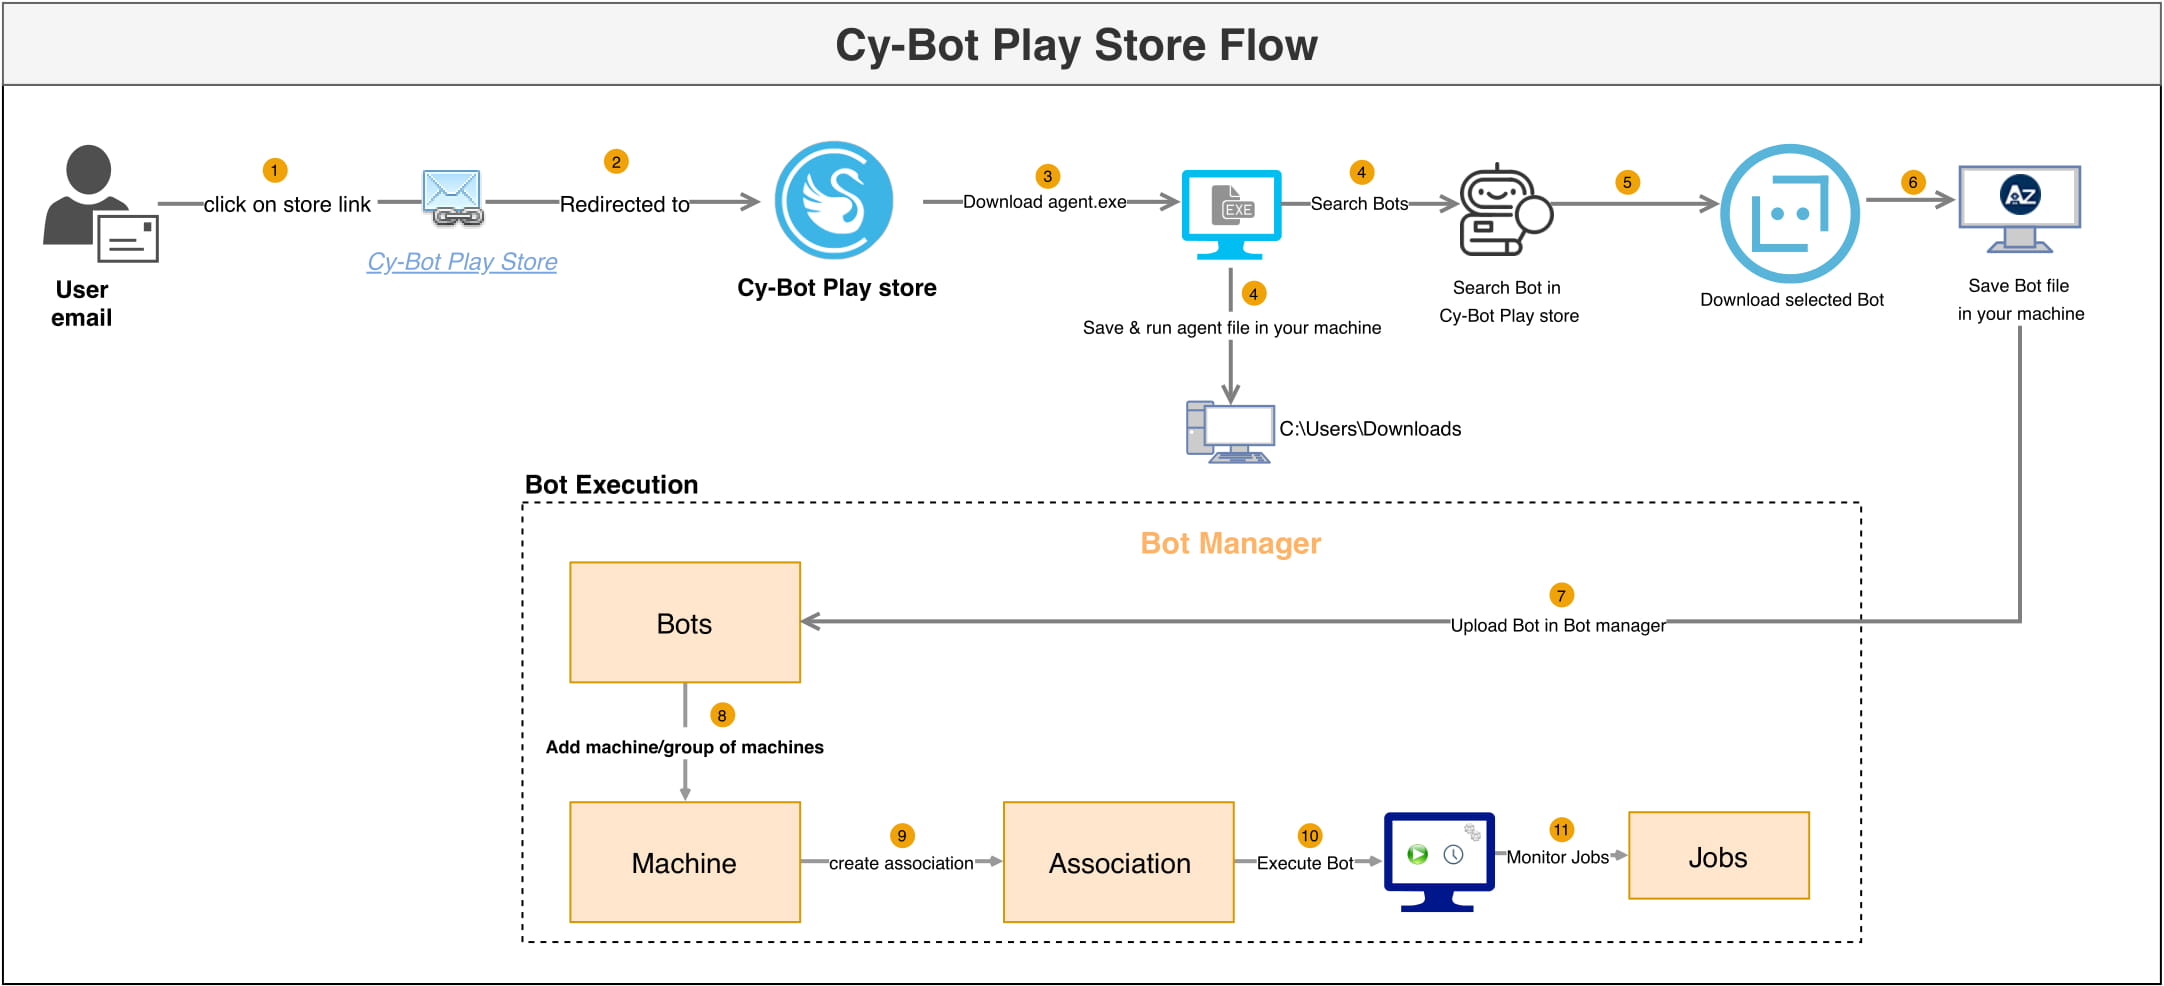 Cy-Bot Play Store Flow
1
click on store link
User
email
Cy-Bot Play Store
2
Redirected to
Cy-Bot Play store
3
Download agent.exe
EXE
4
Search Bots
4
Save & run agent file in your machine
C:\Users\Downloads
Search Bot in
Cy-Bot Play store
5
Download selected Bot
6
AZ
Save Bot file
in your machine
Bot Execution
Bot Manager
7
Upload Bot in Bot manager
Bots
8
Add machine/group of machines
Machine
9
create association
Association
10
Execute Bot
11
Monitor Jobs
Jobs